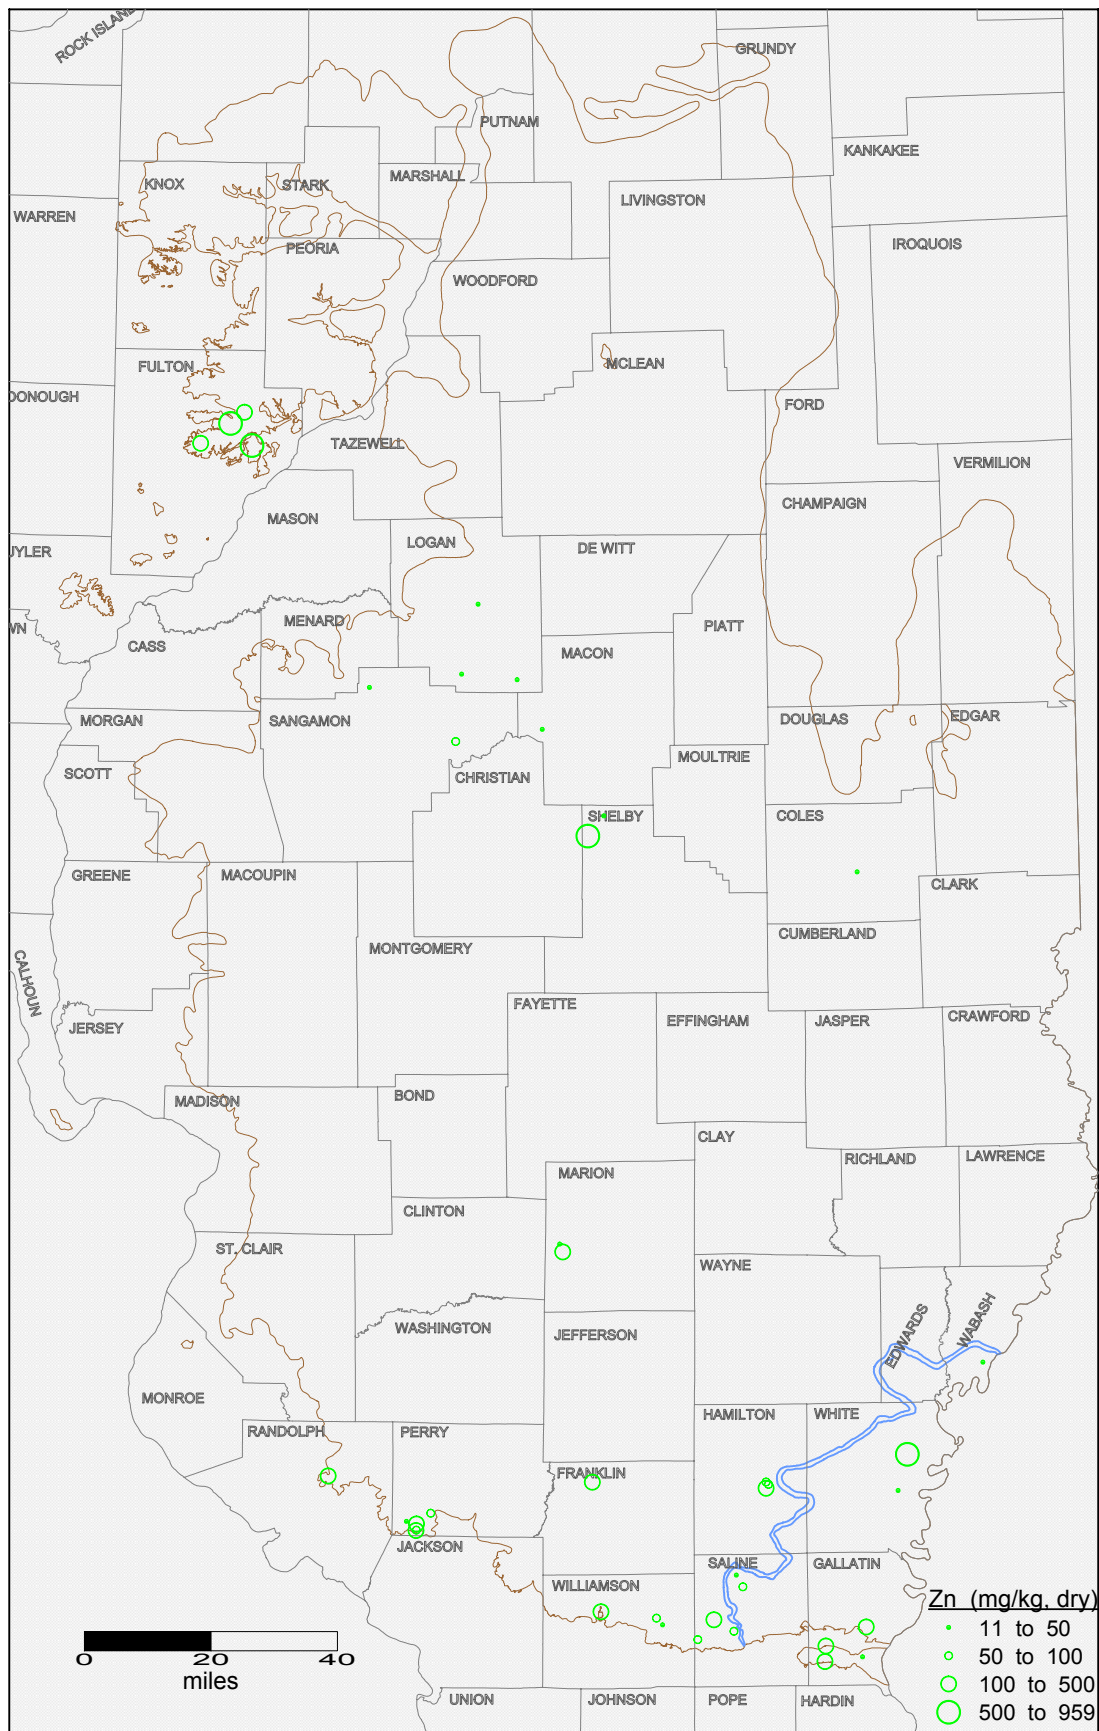 ROCK ISLAND
GRUNDY
PUTNAM
KANKAKEE
KNOX
STARK
MARSHALL
LIVINGSTON
WARREN
PEORIA
IROQUOIS
WOODFORD
FULTON
MCLEAN
DONOUGH
FORD
TAZEWELL
VERMILION
MASON
CHAMPAIGN
LOGAN
DE WITT
UYLER
MENARD
WN
PIATT
CASS
MACON
MORGAN
SANGAMON
DOUGLAS
EDGAR
MOULTRIE
SCOTT
CHRISTIAN
SHELBY
COLES
GREENE
MACOUPIN
CLARK
CUMBERLAND
MONTGOMERY
CALHOUN
FAYETTE
JERSEY
EFFINGHAM
JASPER
CRAWFORD
MADISON
BOND
CLAY
RICHLAND
LAWRENCE
MARION
CLINTON
ST. CLAIR
WAYNE
EDWARDS
WABASH
WASHINGTON
JEFFERSON
MONROE
HAMILTON
WHITE
RANDOLPH
PERRY
FRANKLIN
JACKSON
SALINE
GALLATIN
WILLIAMSON
Zn (mg/kg, dry)
11 to 50
50 to 100
100 to 500
500 to 959
0 20 40
miles
UNION
JOHNSON
POPE
HARDIN